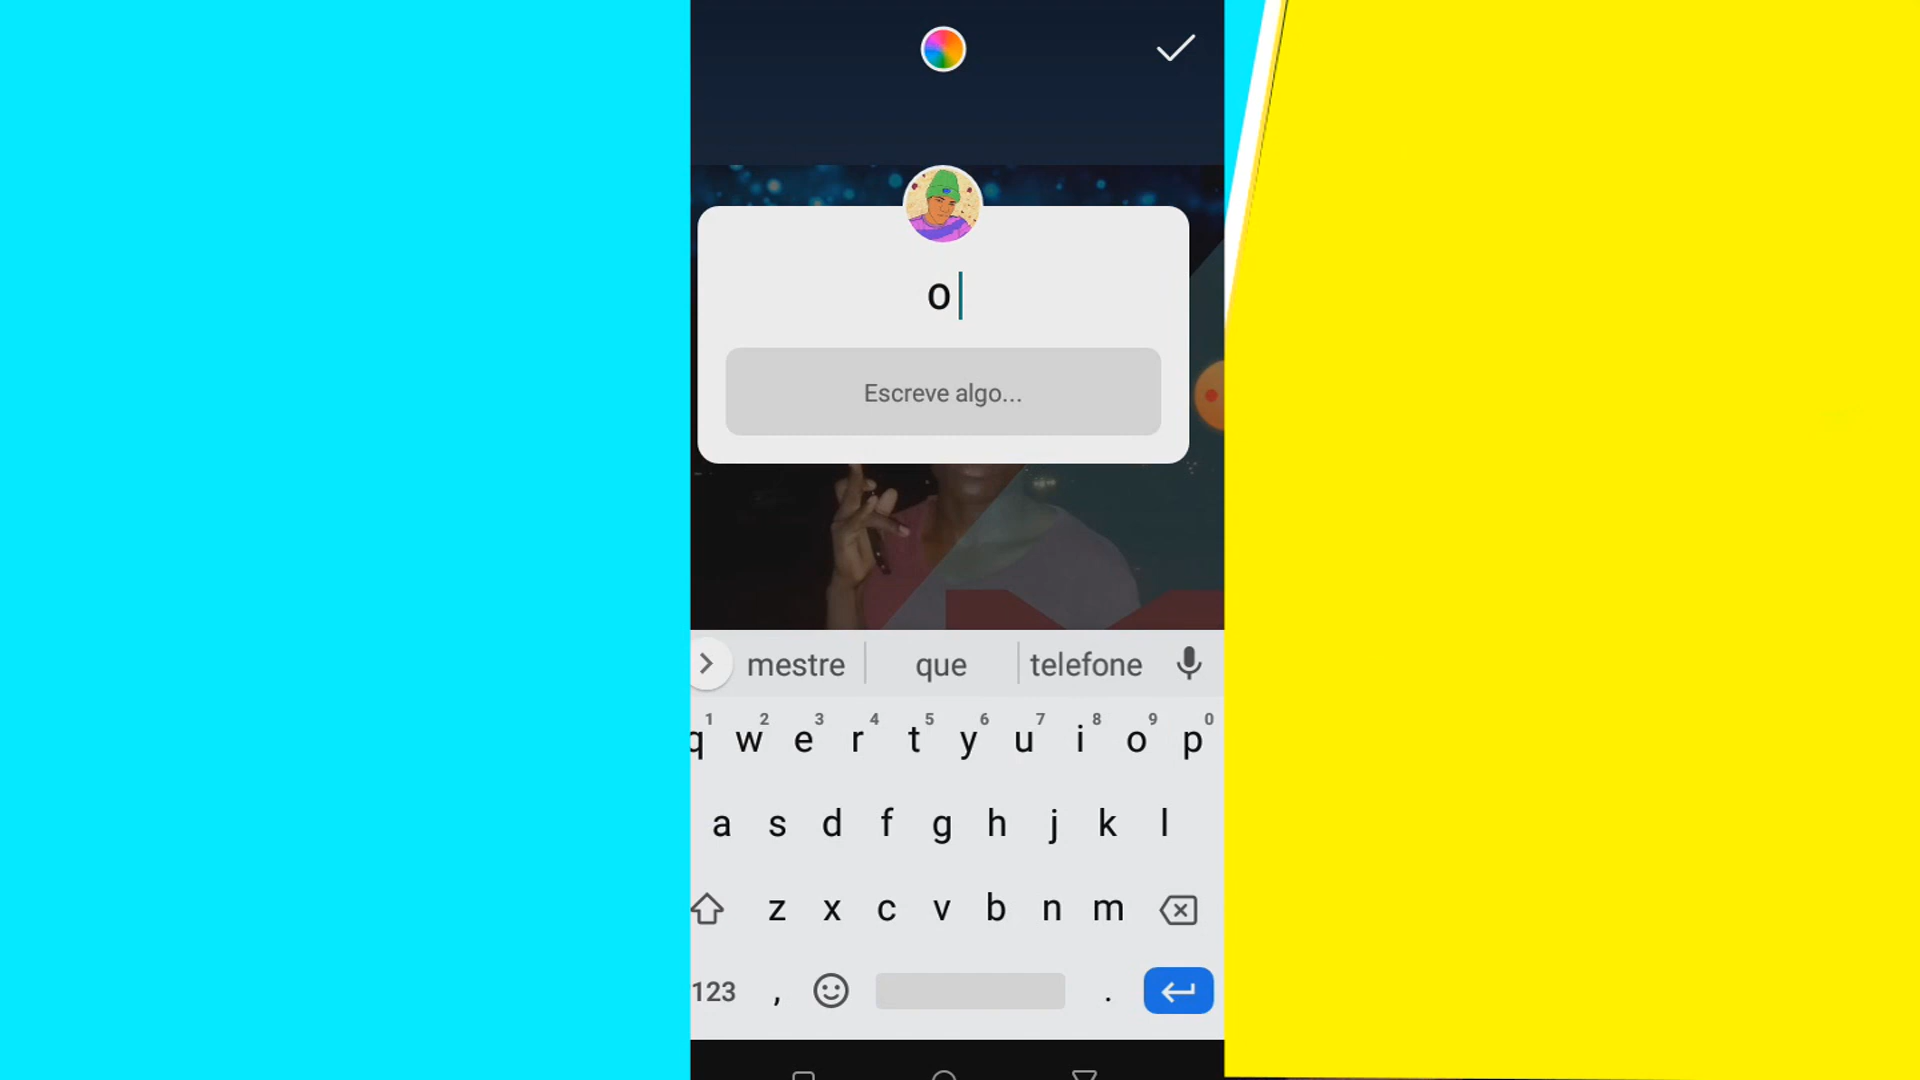 O
Escreve algo...
mestre que telefone
1 2 3 4 5 6 7 8 9 0
q w e r t y u i o p
a s d f g h j k l
z x c v b n m
123 , .